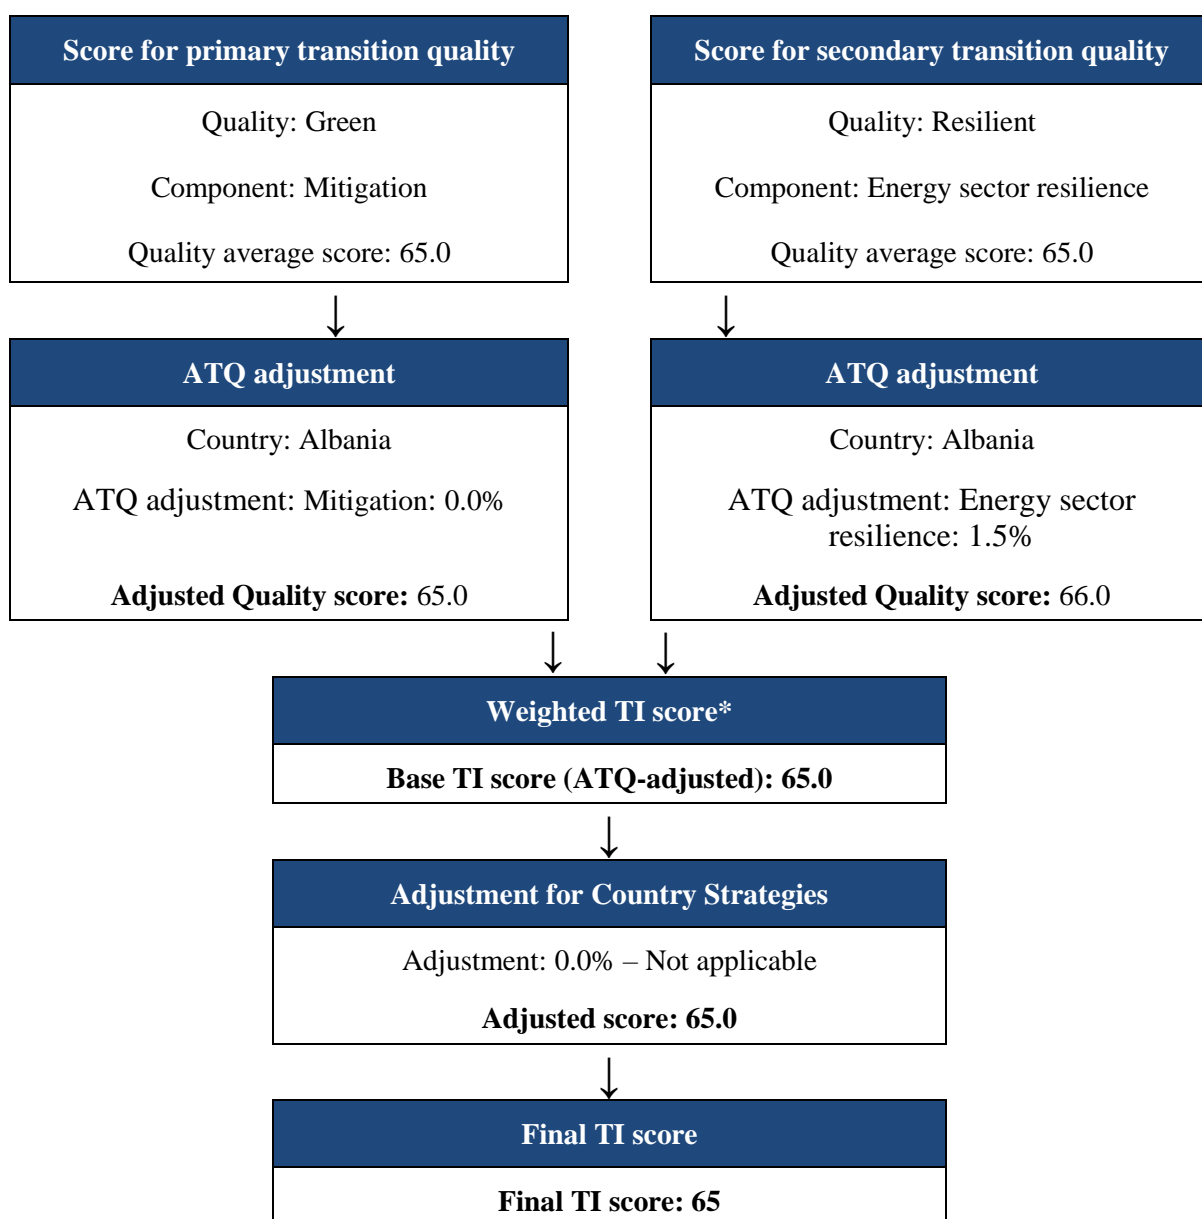 Score for primary transition quality
Quality: Green
Component: Mitigation
Quality average score: 65.0
Score for secondary transition quality
Quality: Resilient
Component: Energy sector resilience
Quality average score: 65.0
↓
↓
ATQ adjustment
Country: Albania
ATQ adjustment: Mitigation: 0.0%
Adjusted Quality score: 65.0
ATQ adjustment
Country: Albania
ATQ adjustment: Energy sector
resilience: 1.5%
Adjusted Quality score: 66.0
↓ ↓
Weighted TI score*
Base TI score (ATQ-adjusted): 65.0
↓
Adjustment for Country Strategies
Adjustment: 0.0% – Not applicable
Adjusted score: 65.0
↓
Final TI score
Final TI score: 65